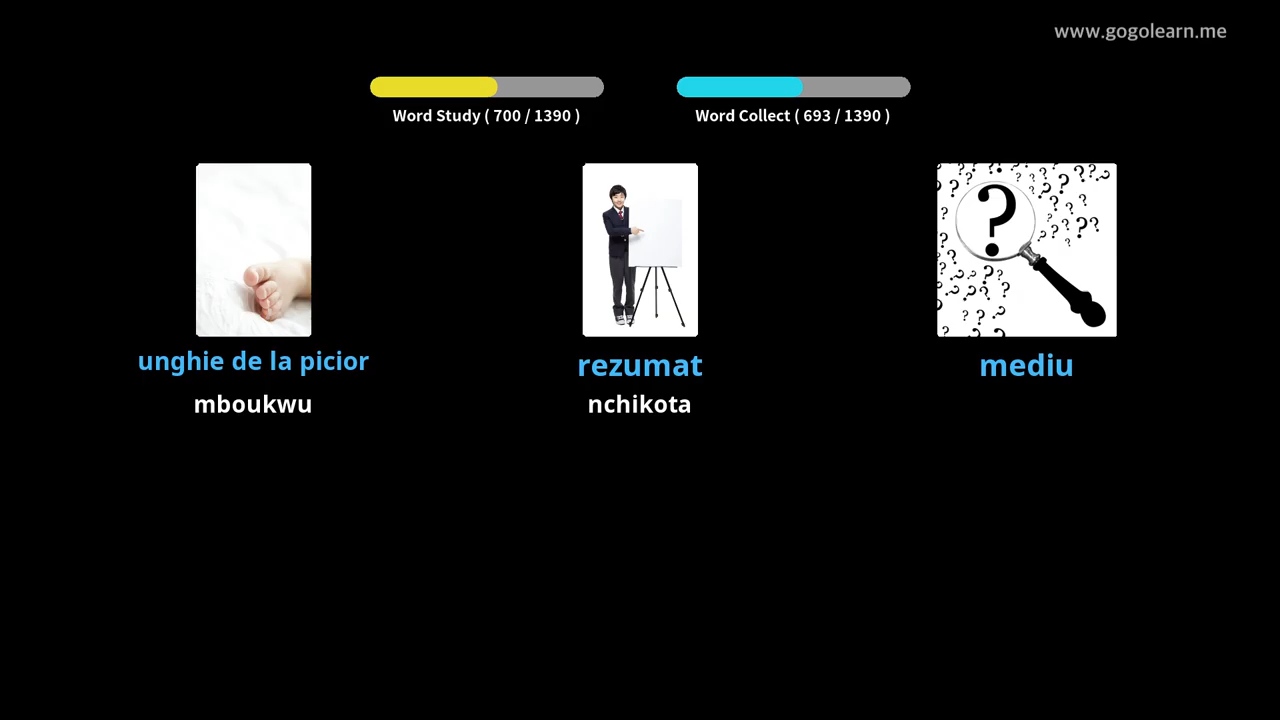 www.gogolearn.me
Word Study ( 700 / 1390 )
Word Collect ( 693 / 1390 )
unghie de la picior
rezumat
mediu
mboukwu
nchikota